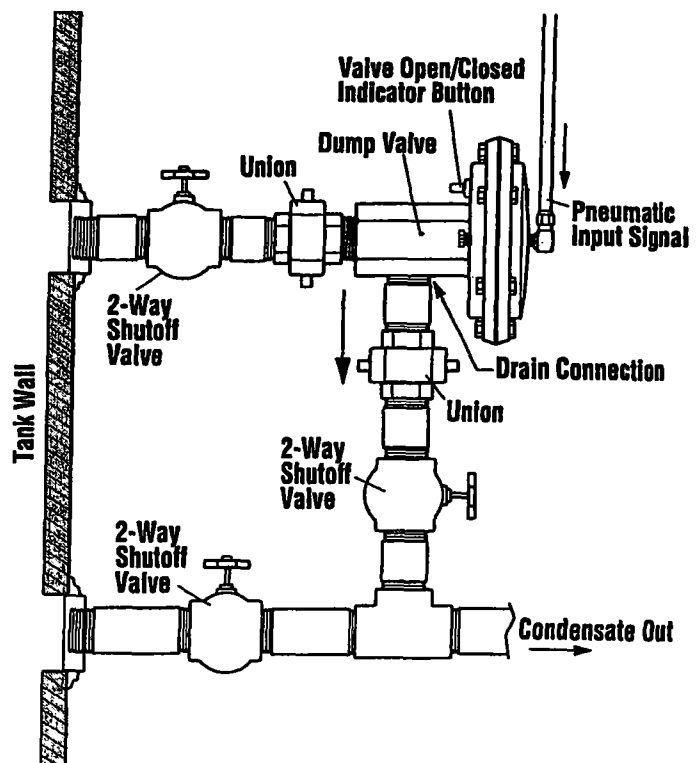 Valve Open/Closed
Indicator Button
Dump Valve
Union
Pneumatic
Input Signal
2-Way
Shutoff
Valve
Drain Connection
Union
Tank Wall
2-Way
Shutoff
Valve
2-Way
Shutoff
Valve
Condensate Out